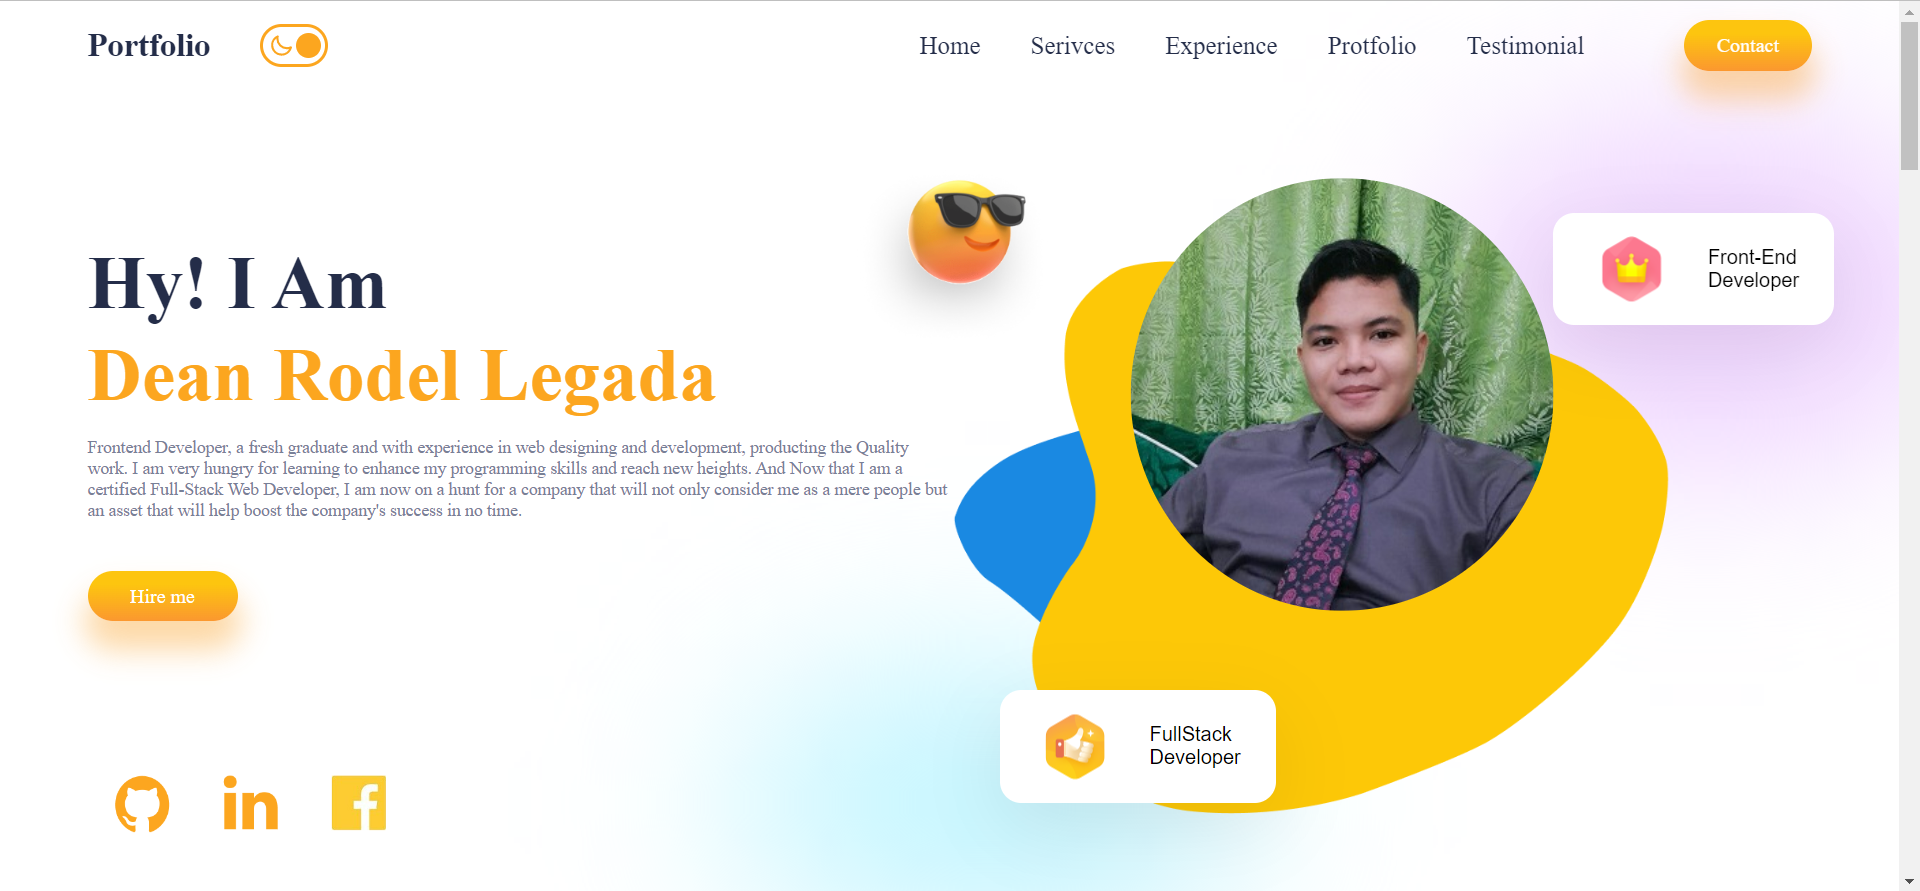 Portfolio
Home
Serivces
Experience
Protfolio
Testimonial
Contact
Hy! I Am
Dean Rodel Legada
Frontend Developer, a fresh graduate and with experience in web designing and development, producting the Quality
work. I am very hungry for learning to enhance my programming skills and reach new heights. And Now that I am a
certified Full-Stack Web Developer, I am now on a hunt for a company that will not only consider me as a mere people but
an asset that will help boost the company's success in no time.
Hire me
Front-End
Developer
FullStack
Developer
in
f